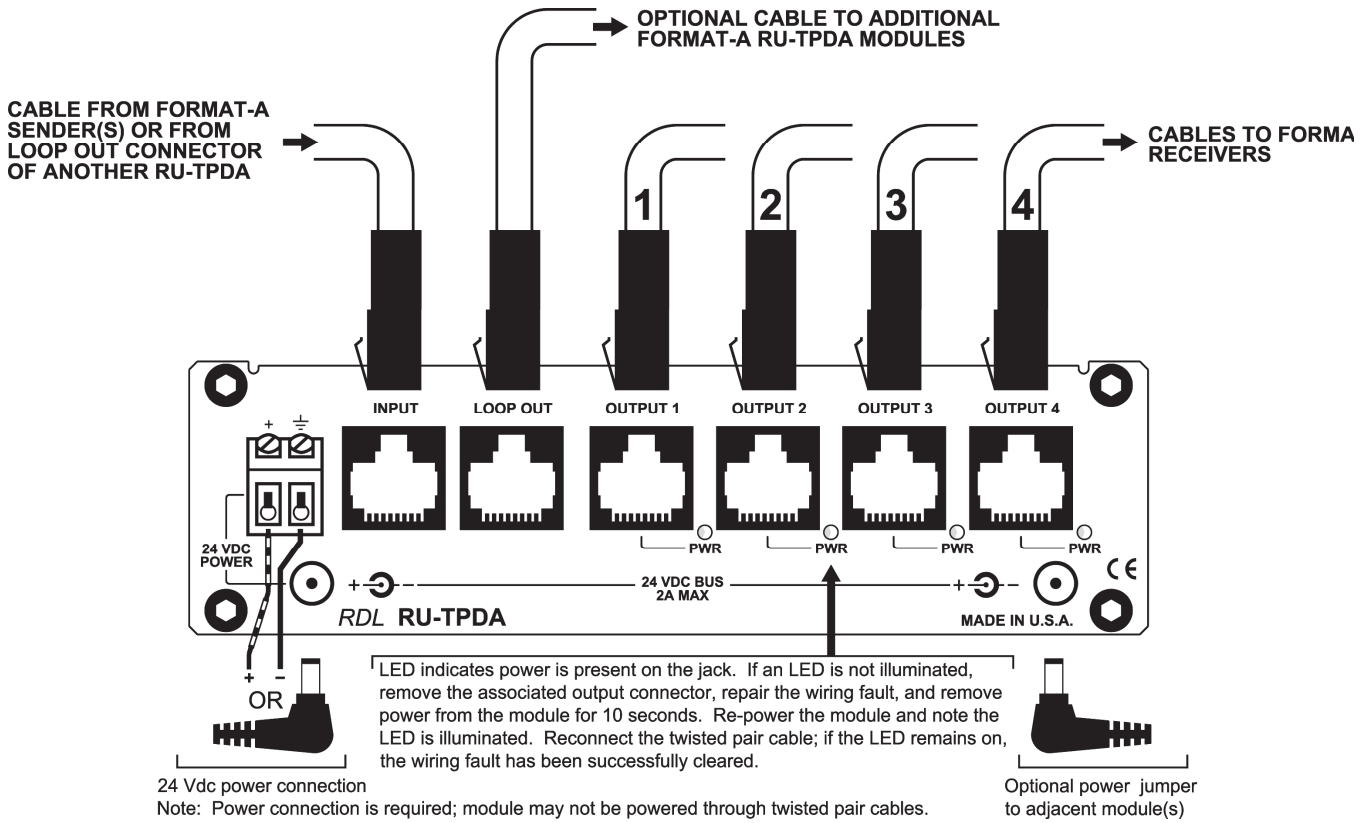 OPTIONAL CABLE TO ADDITIONAL
FORMAT-A RU-TPDA MODULES
CABLE FROM FORMAT-A
SENDER(S) OR FROM
LOOP OUT CONNECTOR
OF ANOTHER RU-TPDA
CABLES TO FORMA
RECEIVERS
1
2
3
4
INPUT
LOOP OUT
OUTPUT 1
OUTPUT 2
OUTPUT 3
OUTPUT 4
+
24 VDC
POWER
PWR
PWR
PWR
PWR
+ -
24 VDC BUS
2A MAX
+ -
CE
RDL RU-TPDA
MADE IN U.S.A.
+ -
OR
LED indicates power is present on the jack. If an LED is not illuminated,
remove the associated output connector, repair the wiring fault, and remove
power from the module for 10 seconds. Re-power the module and note the
LED is illuminated. Reconnect the twisted pair cable; if the LED remains on,
the wiring fault has been successfully cleared.
24 Vdc power connection
Note: Power connection is required; module may not be powered through twisted pair cables.
Optional power jumper
to adjacent module(s)